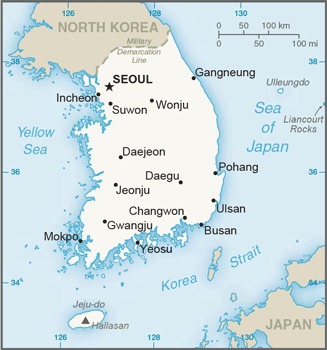 126
128
130
NORTH KOREA
Military
Demarcation
Line
0
50
100 km
0
50
100 mi
38
38
SEOUL
Gangneung
Ulleungdo
Incheon
Suwon
Wonju
Liancourt
Rocks
Sea
of
Japan
Yellow
Sea
Daejeon
Pohang
36
36
Daegu
Jeonju
Ulsan
Changwon
Gwangju
Busan
Mokpo
Yeosu
Korea
Strait
34
34
Jeju-do
Hallasan
JAPAN
126
128
130